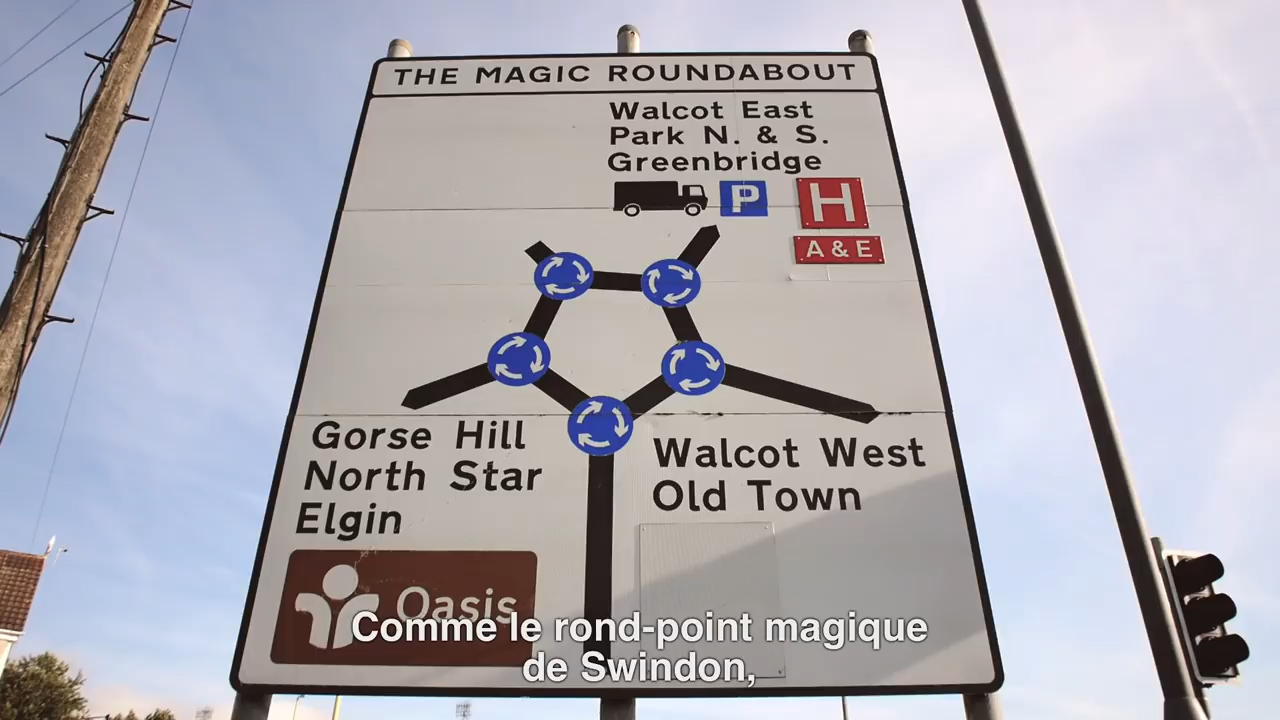 THE MAGIC ROUNDABOUT
Walcot East
Park N. & S.
Greenbridge
P
H
A & E
Gorse Hill
North Star
Elgin
Walcot West
Old Town
Oasis
Comme le rond-point magique
de Swindon,